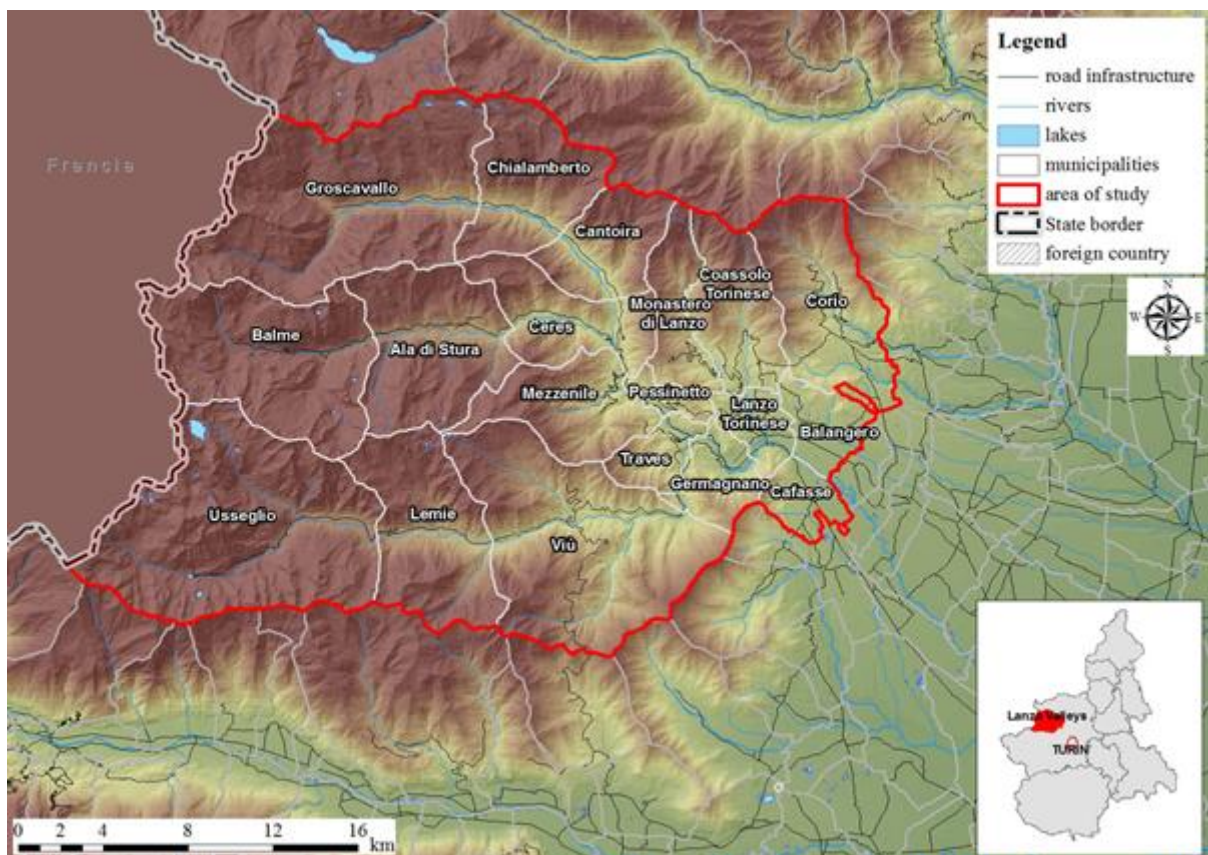 Legend
road infrastructure
rivers
lakes
municipalities
area of study
State border
foreign country
N
W E
S
Francia
Groscavallo
Chialamberto
Cantoira
Coassolo
Torinese
Monastero
di Lanzo
Corio
Balme
Ala di Stura
Ceres
Mezzenile
Pessinetto
Lanzo
Torinese
Balangero
Traves
Germagnano
Cafasse
Usseglio
Lemie
Viù
Lanzo Valleys
TURIN
0 2 4 8 12 16
km